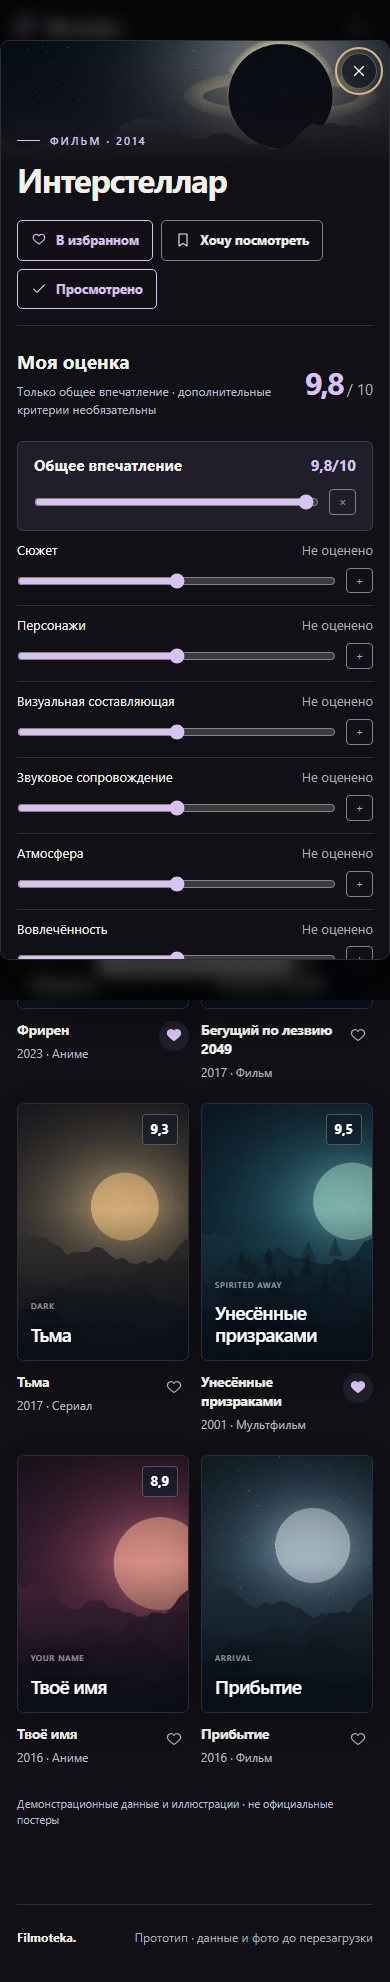 ФИЛЬМ · 2014
Интерстеллар
В избранном
Хочу посмотреть
Просмотрено
Моя оценка
Только общее впечатление · дополнительные
критерии необязательны
9,8 / 10
Общее впечатление 9,8/10
×
Сюжет Не оценено
+
Персонажи Не оценено
+
Визуальная составляющая Не оценено
+
Звуковое сопровождение Не оценено
+
Атмосфера Не оценено
+
Вовлечённость Не оценено
Фрирен
2023 · Аниме
Бегущий по лезвию
2049
2017 · Фильм
9,3
DARK
Тьма
Тьма
2017 · Сериал
9,5
SPIRITED AWAY
Унесённые
призраками
Унесённые
призраками
2001 · Мультфильм
8,9
YOUR NAME
Твоё имя
Твоё имя
2016 · Аниме
ARRIVAL
Прибытие
Прибытие
2016 · Фильм
Демонстрационные данные и иллюстрации · не официальные
постеры
Filmoteka.
Прототип · данные и фото до перезагрузки